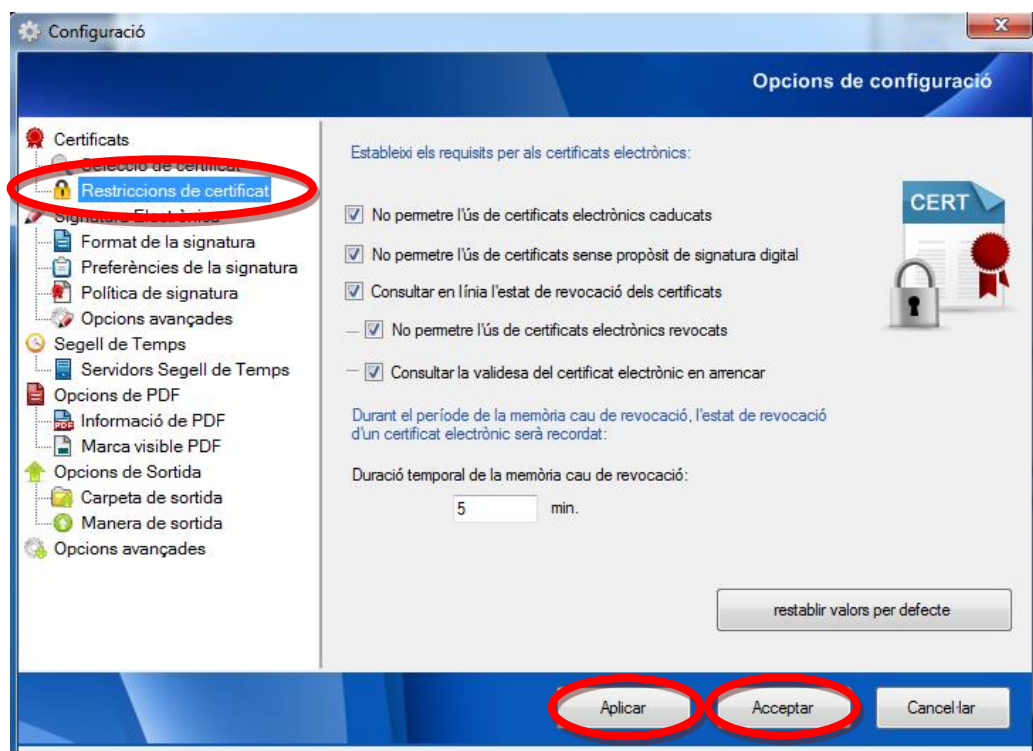 Configuració
x
Opcions de configuració
Certificats
Selecció de certificat
Restriccions de certificat
Signatura Electrònica
Format de la signatura
Preferències de la signatura
Política de signatura
Opcions avançades
Segell de Temps
Servidors Segell de Temps
Opcions de PDF
Informació de PDF
Marca visible PDF
Opcions de Sortida
Carpeta de sortida
Manera de sortida
Opcions avançades
Estableixi els requisits per als certificats electrònics:
No permetre l'ús de certificats electrònics caducats
No permetre l'ús de certificats sense propòsit de signatura digital
Consultar en línia l'estat de revocació dels certificats
No permetre l'ús de certificats electrònics revocats
Consultar la validesa del certificat electrònic en arrencar
Durant el període de la memòria cau de revocació, l'estat de revocació
d'un certificat electrònic serà recordat:
Duració temporal de la memòria cau de revocació:
5 min.
CERT
restablir valors per defecte
Aplicar
Acceptar
Cancel·lar